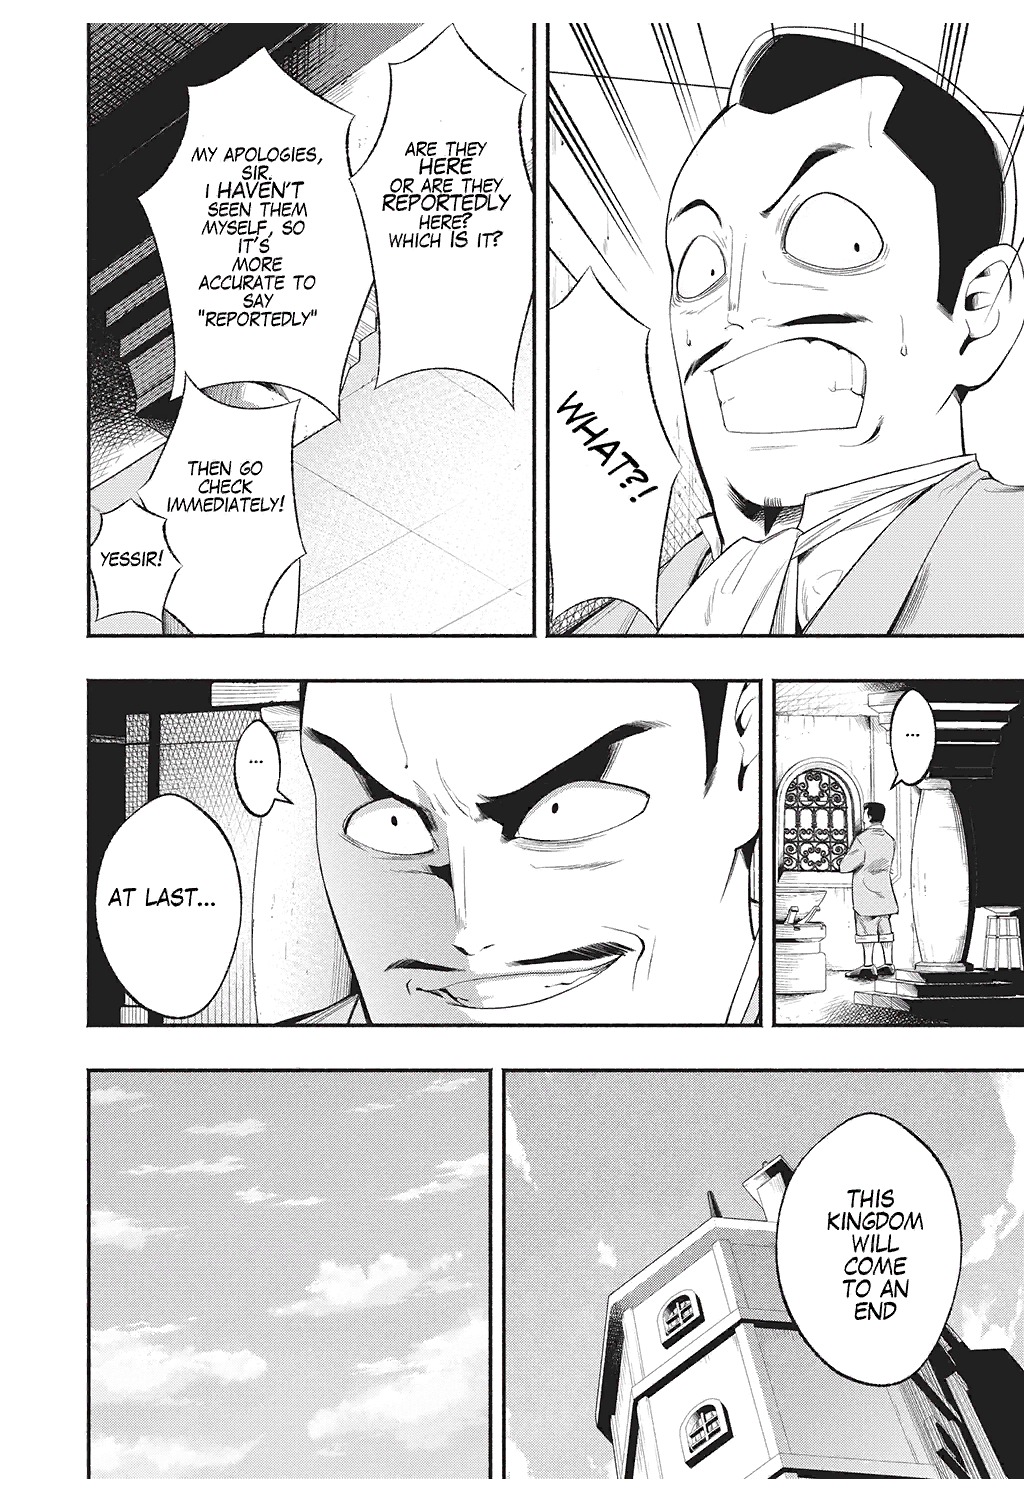 WHAT?!
ARE THEY
HERE
OR ARE THEY
REPORTEDLY
HERE?
WHICH IS IT?
MY APOLOGIES,
SIR.
I HAVEN'T
SEEN THEM
MYSELF, SO
IT'S
MORE
ACCURATE TO
SAY
"REPORTEDLY"
THEN GO
CHECK
IMMEDIATELY!
YESSIR!
...
...
AT LAST...
THIS
KINGDOM
WILL
COME
TO AN
END